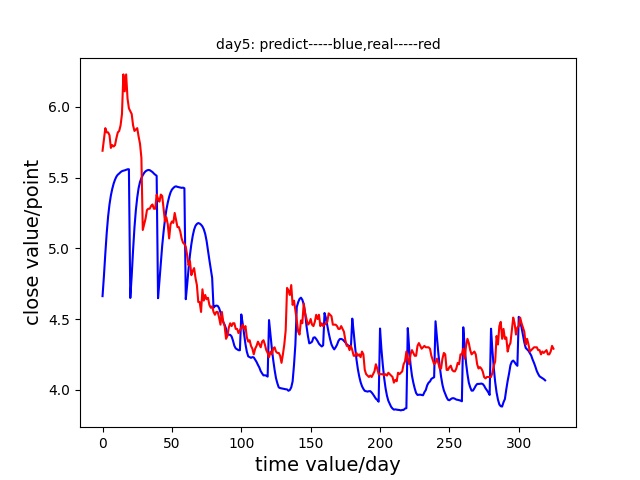 day5: predict-----blue,real-----red
6.0
5.5
5.0
4.5
4.0
close value/point
0 50 100 150 200 250 300
time value/day